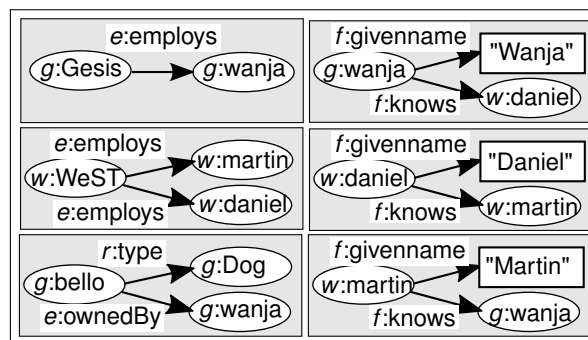 e:employs
g:Gesis g:wanja
f:givenname
g:wanja "Wanja"
f:knows w:daniel
e:employs
w:WeST w:martin
e:employs w:daniel
f:givenname
w:daniel "Daniel"
f:knows w:martin
r:type
g:bello g:Dog
e:ownedBy g:wanja
f:givenname
w:martin "Martin"
f:knows g:wanja